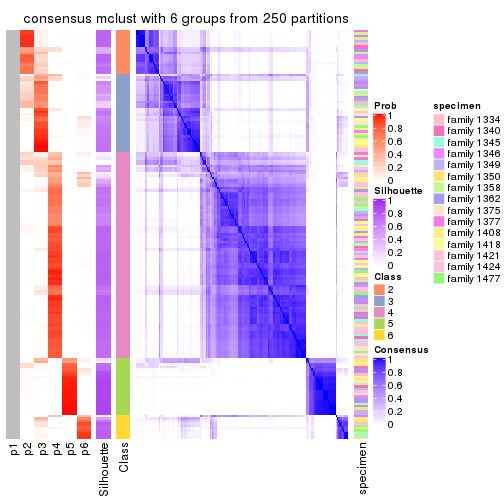 consensus mclust with 6 groups from 250 partitions
Prob
1
0.8
0.6
0.4
0.2
0
Silhouette
1
0.8
0.6
0.4
0.2
0
Class
2
3
4
5
6
Consensus
1
0.8
0.6
0.4
0.2
0
specimen
family 1334
family 1340
family 1345
family 1346
family 1349
family 1350
family 1358
family 1362
family 1375
family 1377
family 1408
family 1418
family 1421
family 1424
family 1477
p1
p2
p3
p4
p5
p6
Silhouette
Class
specimen